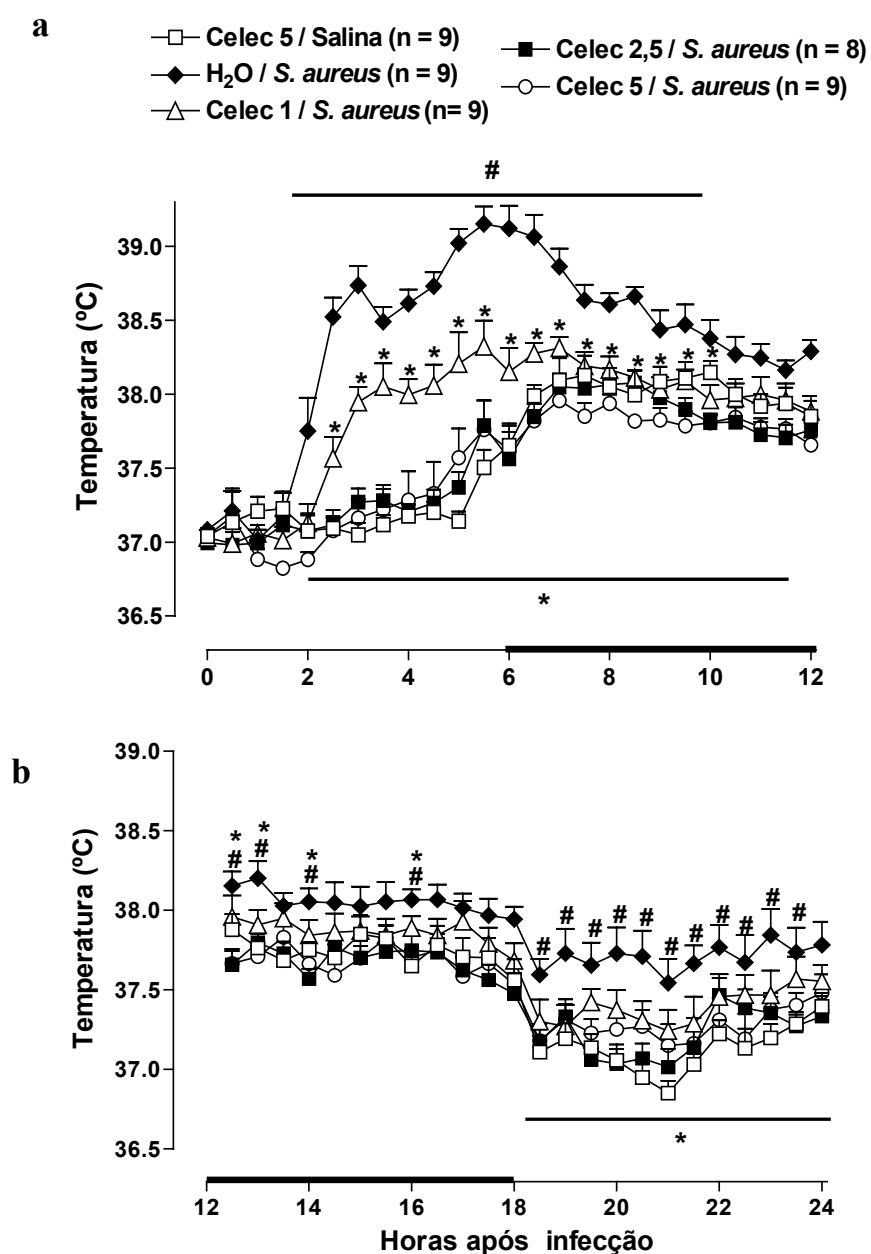 a
Celec 5 / Salina (n = 9)
H₂O / S. aureus (n = 9)
Celec 1 / S. aureus (n= 9)
Celec 2,5 / S. aureus (n = 8)
Celec 5 / S. aureus (n = 9)
#
39.0
38.5
38.0
37.5
37.0
36.5
Temperatura (ºC)
* * * * * * * * * * * * * * * *
*
0 2 4 6 8 10 12
b
39.0
38.5
38.0
37.5
37.0
36.5
Temperatura (ºC)
* * * *
# # # #
# # # # # # # # # # #
*
12 14 16 18 20 22 24
Horas após infecção